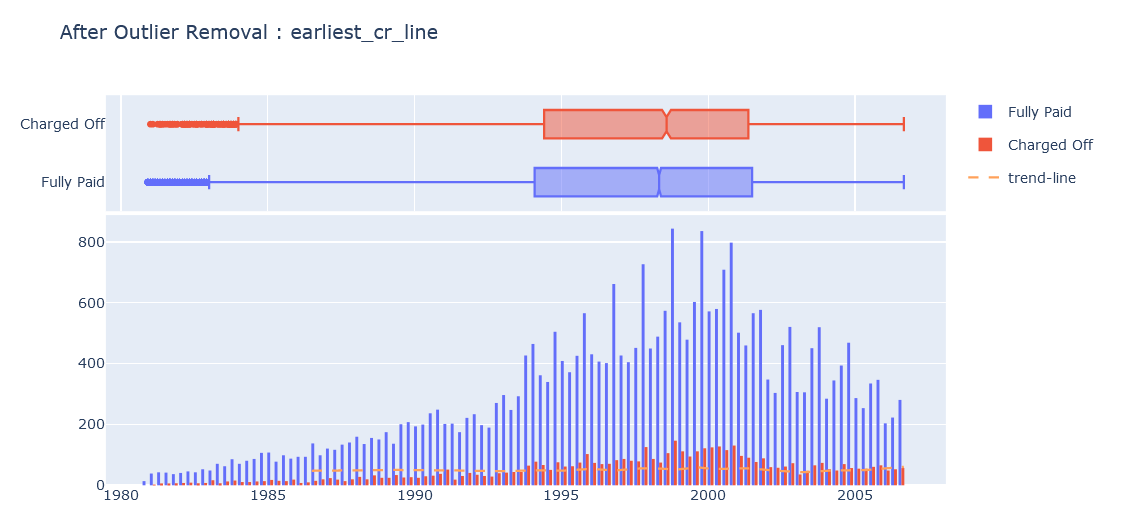 After Outlier Removal : earliest_cr_line
Charged Off
Fully Paid
Fully Paid
Charged Off
trend-line
800
600
400
200
0
1980
1985
1990
1995
2000
2005